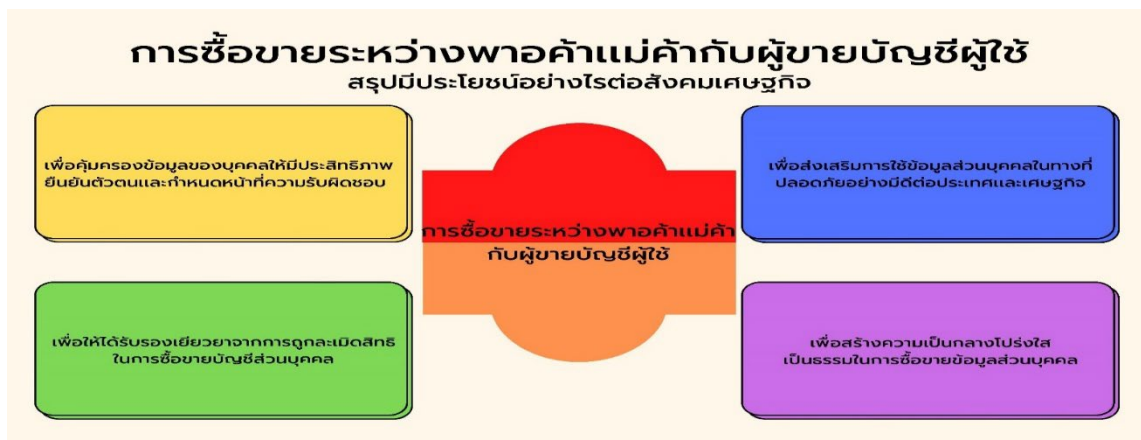 การซื้อขายระหว่างพาอค้าแม่ค้ากับผู้ขายบัญชีผู้ใช้
สรุปมีประโยชน์อย่างไรต่อสังคมเศรษฐกิจ
เพื่อคุ้มครองข้อมูลของบุคคลให้มีประสิทธิภาพ
ยืนยันตัวตนและกำหนดหน้าที่ความรับผิดชอบ
เพื่อส่งเสริมการใช้ข้อมูลส่วนบุคคลในทางที่
ปลอดภัยอย่างมีดีต่อประเทศและเศรษฐกิจ
การซื้อขายระหว่างพาอค้าแม่ค้า
กับผู้ขายบัญชีผู้ใช้
เพื่อให้ได้รับรองเยียวยาจากการถูกละเมิดสิทธิ
ในการซื้อขายบัญชีส่วนบุคคล
เพื่อสร้างความเป็นกลางโปร่งใส
เป็นธรรมในการซื้อขายข้อมูลส่วนบุคคล